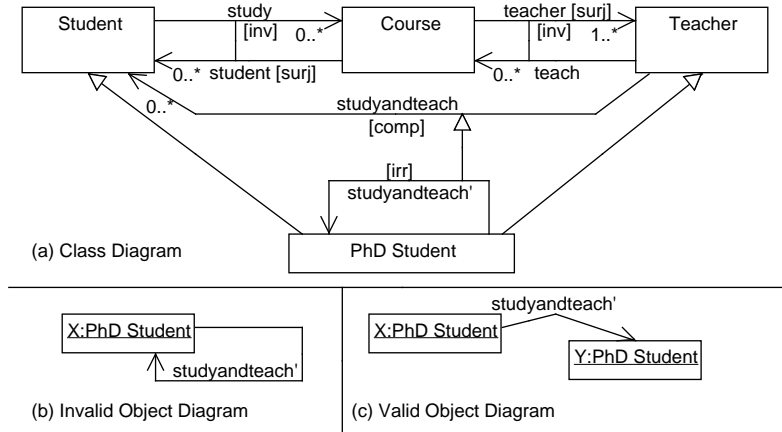 study
teacher [surj]
Student
Course
Teacher
[inv]
0..*
[inv]
1..*
0..*
student [surj]
0..*
teach
0..*
studyandteach
[comp]
[irr]
studyandteach'
(a) Class Diagram
PhD Student
studyandteach'
X:PhD Student
X:PhD Student
studyandteach'
Y:PhD Student
(b) Invalid Object Diagram
(c) Valid Object Diagram